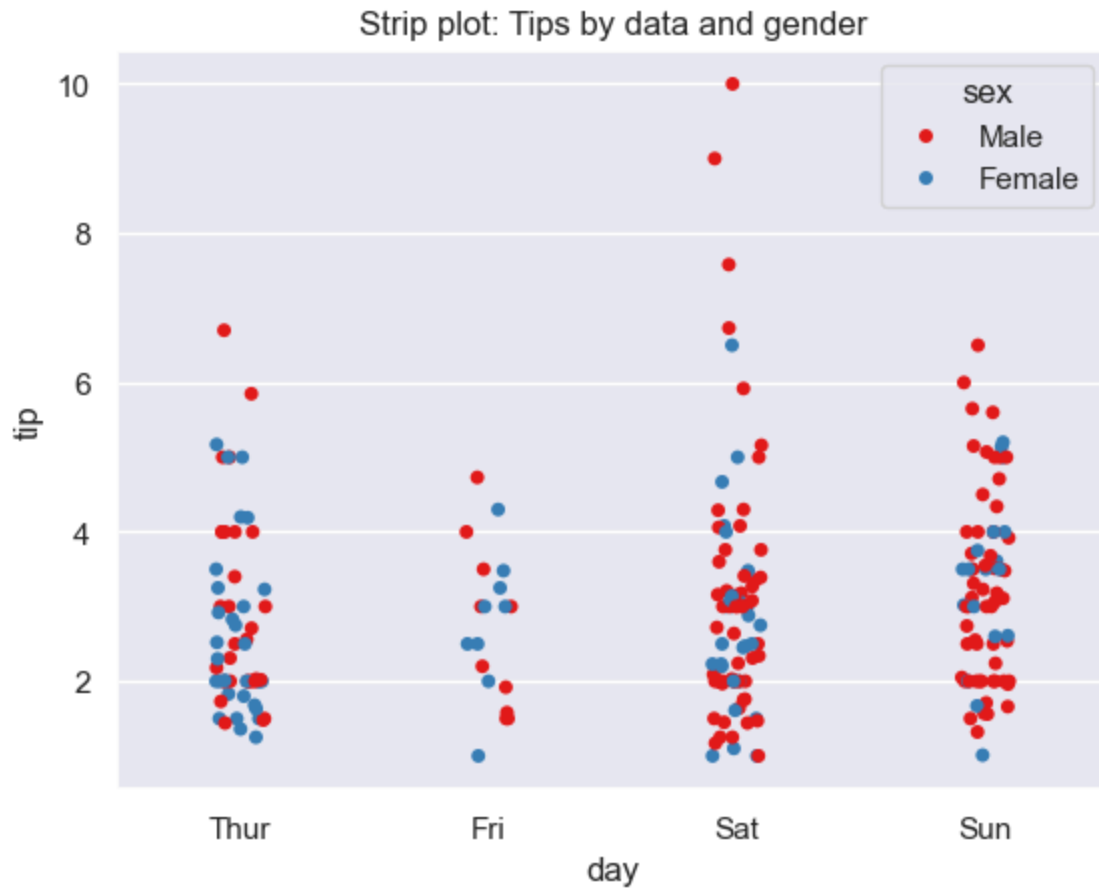 Strip plot: Tips by data and gender
10
8
6
4
2
tip
sex
Male
Female
Thur
Fri
Sat
Sun
day